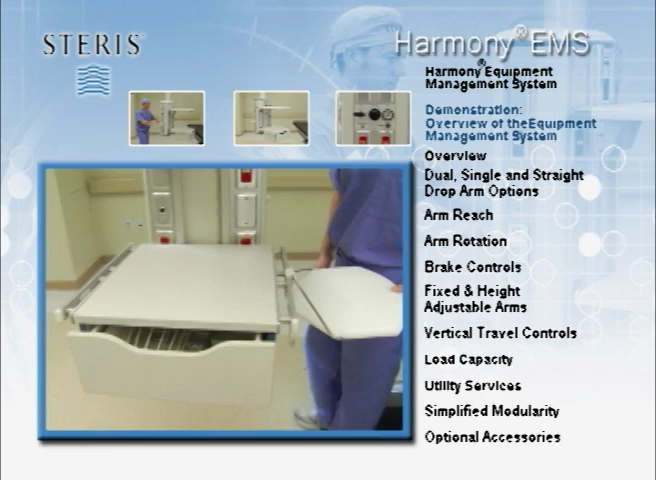 STERIS®
Harmony® EMS
Harmony® Equipment
Management System
Demonstration:
Overview of theEquipment
Management System
Overview
Dual, Single and Straight
Drop Arm Options
Arm Reach
Arm Rotation
Brake Controls
Fixed & Height
Adjustable Arms
Vertical Travel Controls
Load Capacity
Utility Services
Simplified Modularity
Optional Accessories